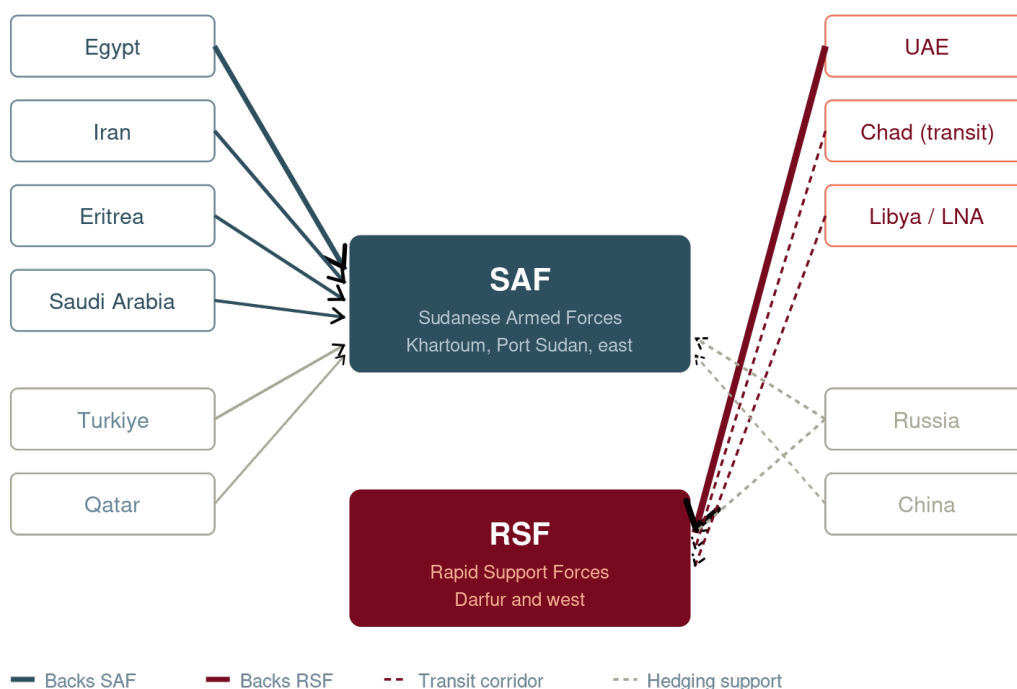 Egypt
Iran
Eritrea
Saudi Arabia
Turkiye
Qatar
SAF
Sudanese Armed Forces
Khartoum, Port Sudan, east
RSF
Rapid Support Forces
Darfur and west
UAE
Chad (transit)
Libya / LNA
Russia
China
Backs SAF
Backs RSF
Transit corridor
Hedging support